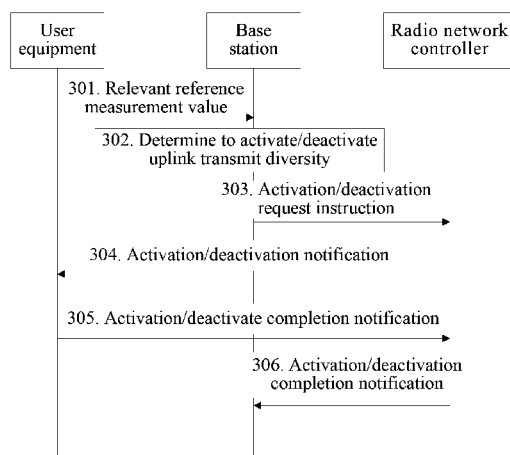 User
equipment
Base
station
Radio network
controller
301. Relevant reference
measurement value
302. Determine to activate/deactivate
uplink transmit diversity
303. Activation/deactivation
request instruction
304. Activation/deactivation notification
305. Activation/deactivate completion notification
306. Activation/deactivation
completion notification